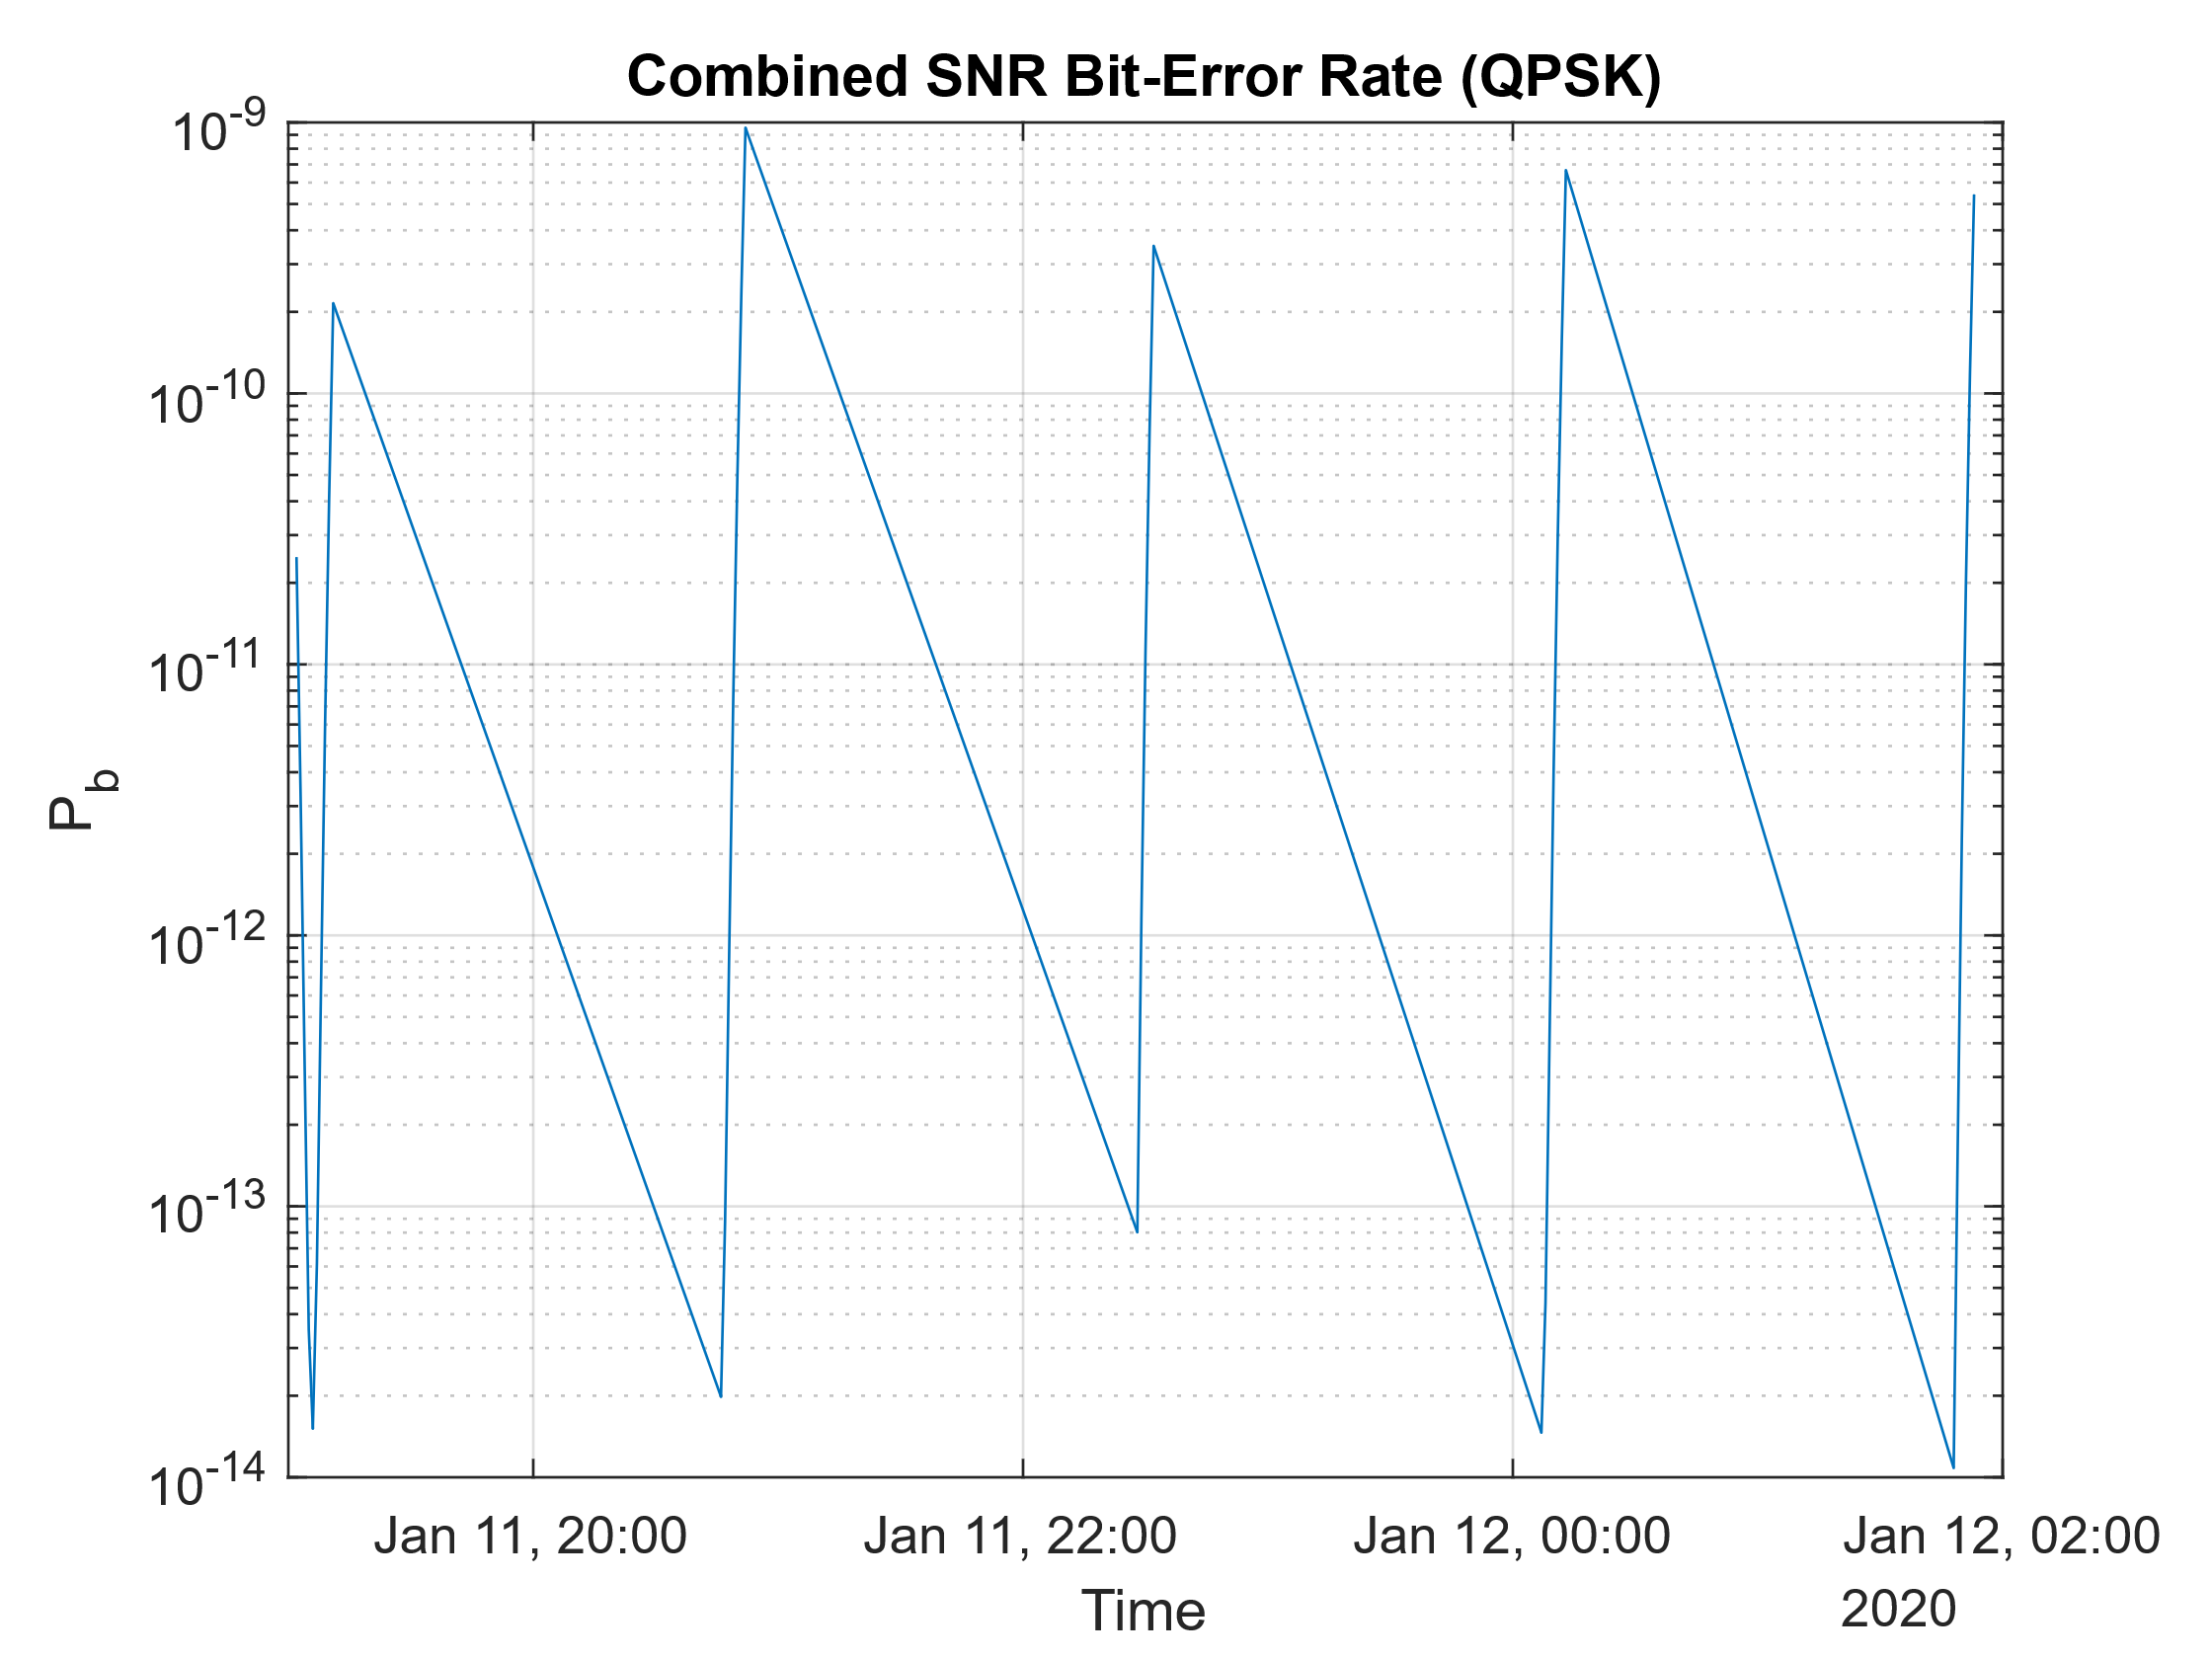 Combined SNR Bit-Error Rate (QPSK)
10-9
10-10
10-11
10-12
10-13
10-14
Pb
Jan 11, 20:00
Jan 11, 22:00
Jan 12, 00:00
Jan 12, 02:00
Time
2020